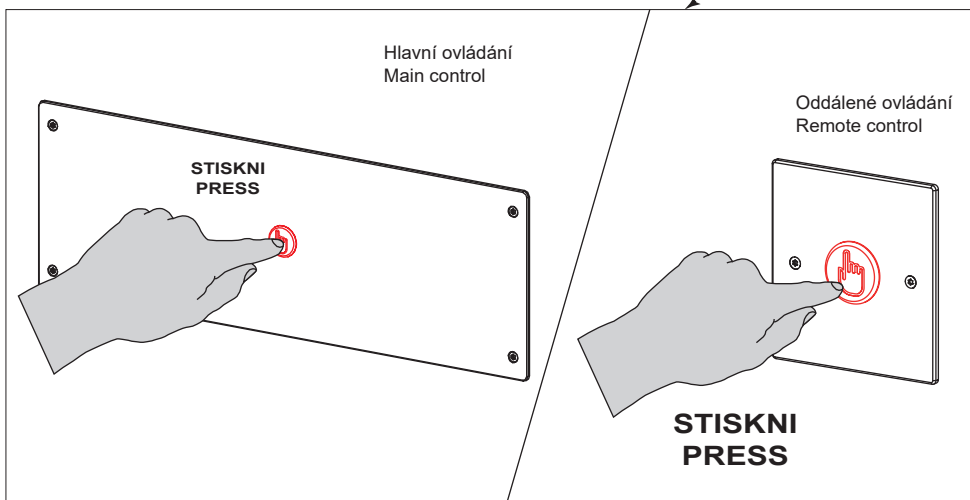 Hlavní ovládání
Main control
STISKNI
PRESS
Oddálené ovládání
Remote control
STISKNI
PRESS